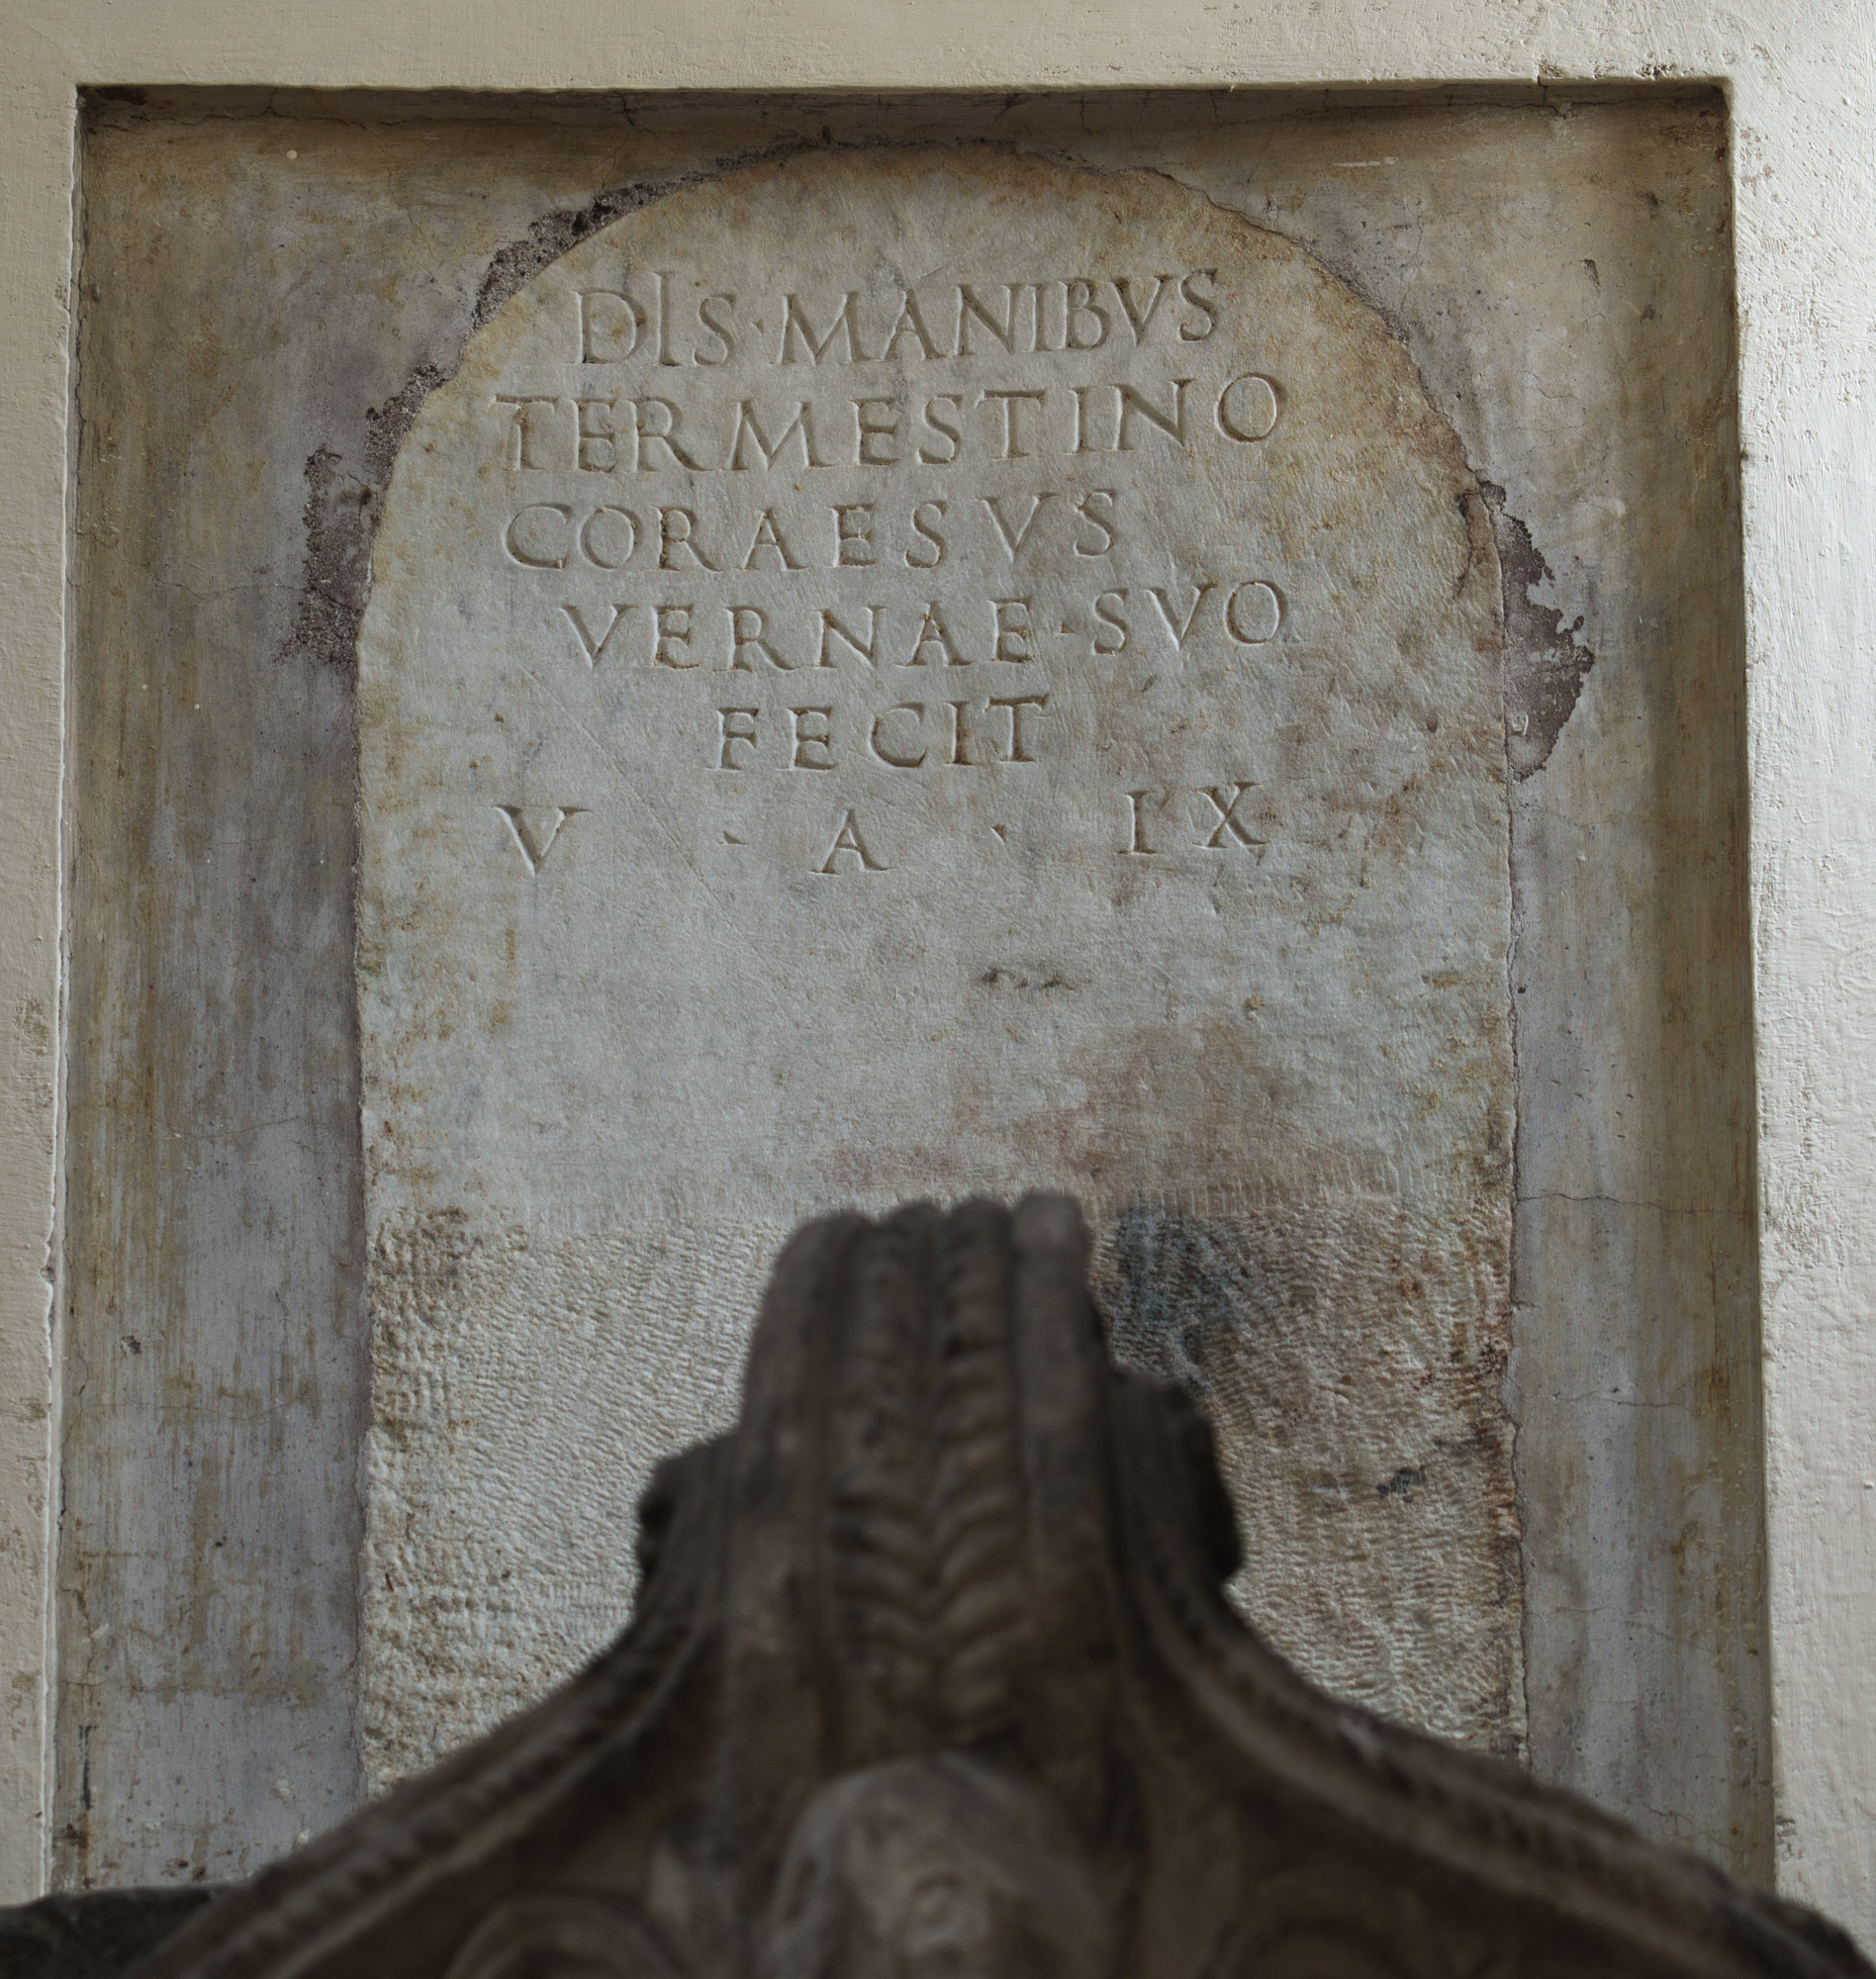 DIS·MANIBVS
TERMESTINO
CORAESVS
VERNAE·SVO
FECIT
V · A · IX